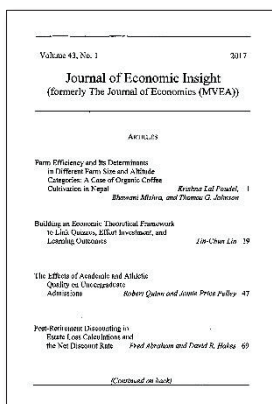 Volume 43, No. 1 2017
Journal of Economic Insight
(formerly The Journal of Economics (MVEA))
ARTICLES
Farm Efficiency and Its Determinants
in Different Farm Size and Altitude
Categories: A Case of Organic Coffee
Cultivation in Nepal Krishna Lal Poudel, 1
Bhawani Mishra, and Thomas G. Johnson
Building an Economic Theoretical Framework
to Link Quizzes, Effort Investment, and
Learning Outcomes Jin-Chun Lin 19
The Effects of Academic and Athletic
Quality on Undergraduate
Admissions Robert Quinn and Jamie Price Pelley 47
Post-Retirement Discounting in
Estate Loss Calculations and
the Net Discount Rate Fred Abraham and David R. Hakes 69
(Continued on back)